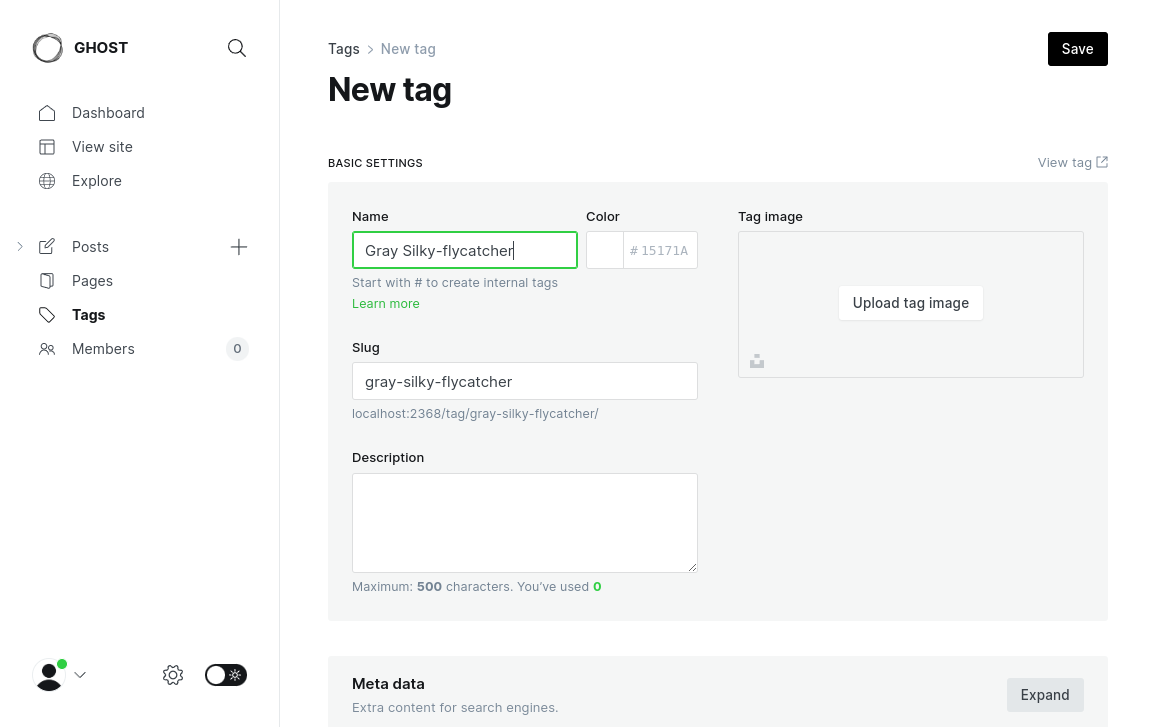 GHOST
Dashboard
View site
Explore
Posts
Pages
Tags
Members 0
Tags > New tag
Save
New tag
BASIC SETTINGS
View tag
Name
Gray Silky-flycatcher
Start with # to create internal tags
Learn more
Color
# 15171A
Slug
gray-silky-flycatcher
localhost:2368/tag/gray-silky-flycatcher/
Description
Maximum: 500 characters. You’ve used 0
Tag image
Upload tag image
Meta data
Extra content for search engines.
Expand